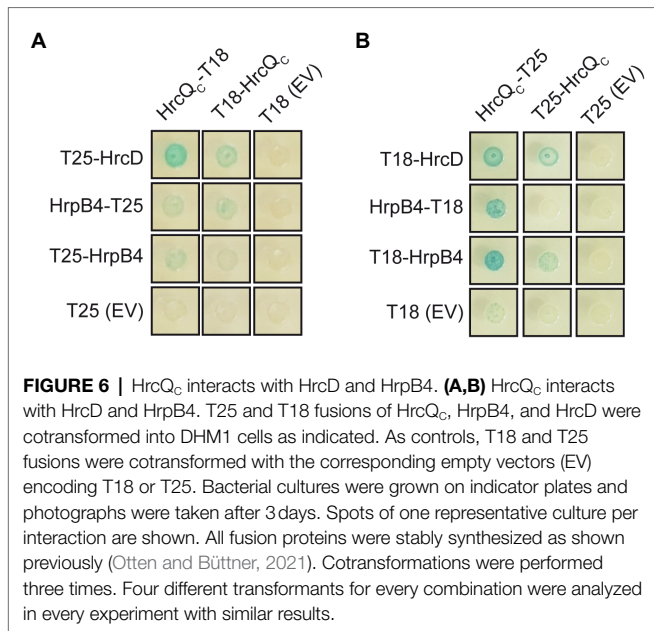 A
B
HrcQC-T18
T18-HrcQC
T18 (EV)
HrcQC-T25
T25-HrcQC
T25 (EV)
T25-HrcD
HrpB4-T25
T25-HrpB4
T25 (EV)
T18-HrcD
HrpB4-T18
T18-HrpB4
T18 (EV)
FIGURE 6 | HrcQC interacts with HrcD and HrpB4. (A,B) HrcQC interacts
with HrcD and HrpB4. T25 and T18 fusions of HrcQC, HrpB4, and HrcD were
cotransformed into DHM1 cells as indicated. As controls, T18 and T25
fusions were cotransformed with the corresponding empty vectors (EV)
encoding T18 or T25. Bacterial cultures were grown on indicator plates and
photographs were taken after 3 days. Spots of one representative culture per
interaction are shown. All fusion proteins were stably synthesized as shown
previously (Otten and Büttner, 2021). Cotransformations were performed
three times. Four different transformants for every combination were analyzed
in every experiment with similar results.